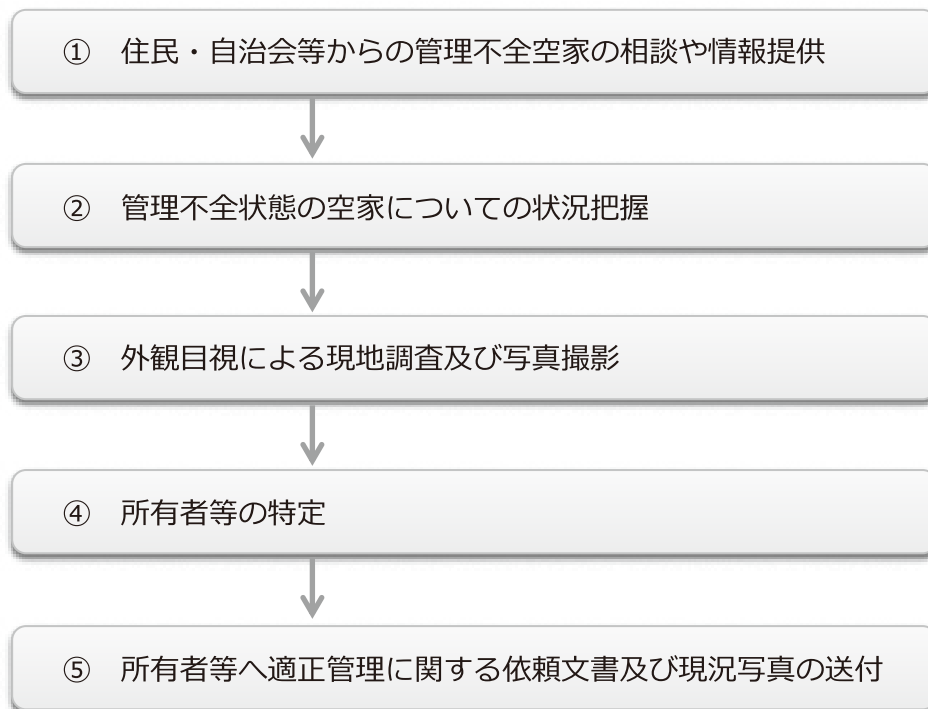 ① 住民・自治会等からの管理不全空家の相談や情報提供
② 管理不全状態の空家についての状況把握
③ 外観目視による現地調査及び写真撮影
④ 所有者等の特定
⑤ 所有者等へ適正管理に関する依頼文書及び現況写真の送付